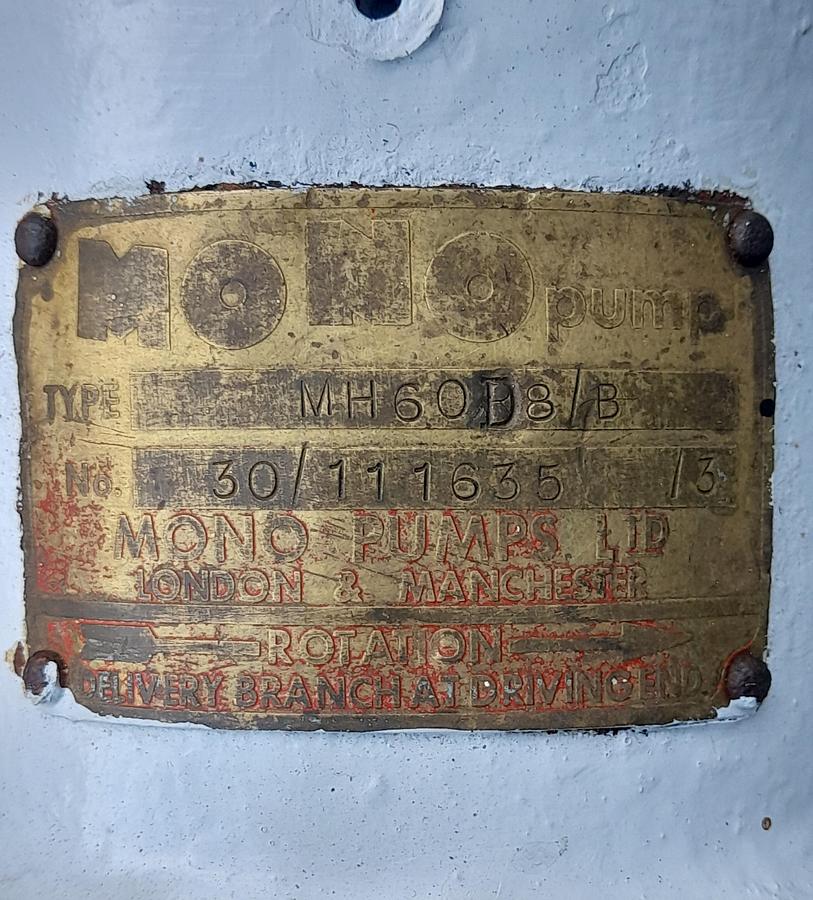 MONO pump
TYPE MH60D8/B
No. 30/111635 /3
MONO PUMPS LTD
LONDON & MANCHESTER
ROTATION
DELIVERY BRANCH AT DRIVING END.